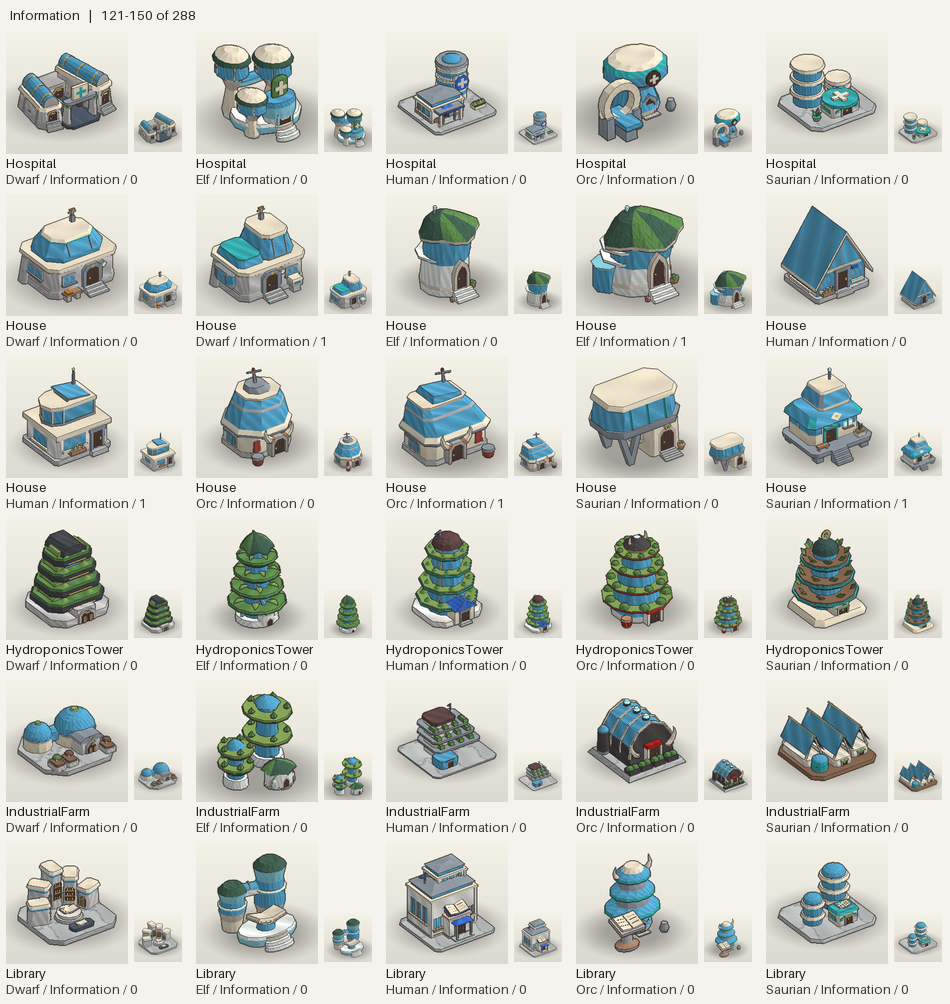 Information | 121-150 of 288
Hospital Hospital Hospital Hospital Hospital
Dwarf / Information / 0 Elf / Information / 0 Human / Information / 0 Orc / Information / 0 Saurian / Information / 0
House House House House House
Dwarf / Information / 0 Dwarf / Information / 1 Elf / Information / 0 Elf / Information / 1 Human / Information / 0
House House House House House
Human / Information / 1 Orc / Information / 0 Orc / Information / 1 Saurian / Information / 0 Saurian / Information / 1
HydroponicsTower HydroponicsTower HydroponicsTower HydroponicsTower HydroponicsTower
Dwarf / Information / 0 Elf / Information / 0 Human / Information / 0 Orc / Information / 0 Saurian / Information / 0
IndustrialFarm IndustrialFarm IndustrialFarm IndustrialFarm IndustrialFarm
Dwarf / Information / 0 Elf / Information / 0 Human / Information / 0 Orc / Information / 0 Saurian / Information / 0
Library Library Library Library Library
Dwarf / Information / 0 Elf / Information / 0 Human / Information / 0 Orc / Information / 0 Saurian / Information / 0